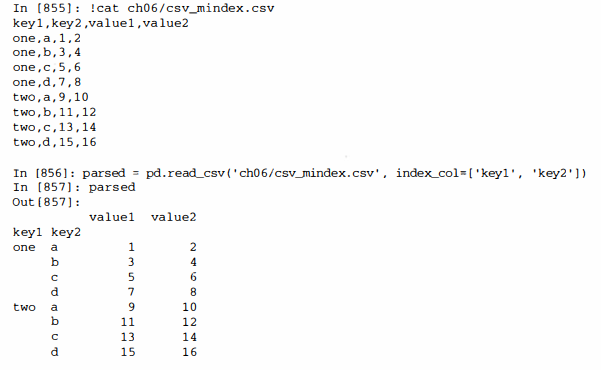 In [855]: !cat ch06/csv_mindex.csv
key1,key2,value1,value2
one,a,1,2
one,b,3,4
one,c,5,6
one,d,7,8
two,a,9,10
two,b,11,12
two,c,13,14
two,d,15,16
In [856]: parsed = pd.read_csv('ch06/csv_mindex.csv', index_col=['key1', 'key2'])
In [857]: parsed
Out[857]:
value1 value2
key1 key2
one a 1 2
b 3 4
c 5 6
d 7 8
two a 9 10
b 11 12
c 13 14
d 15 16